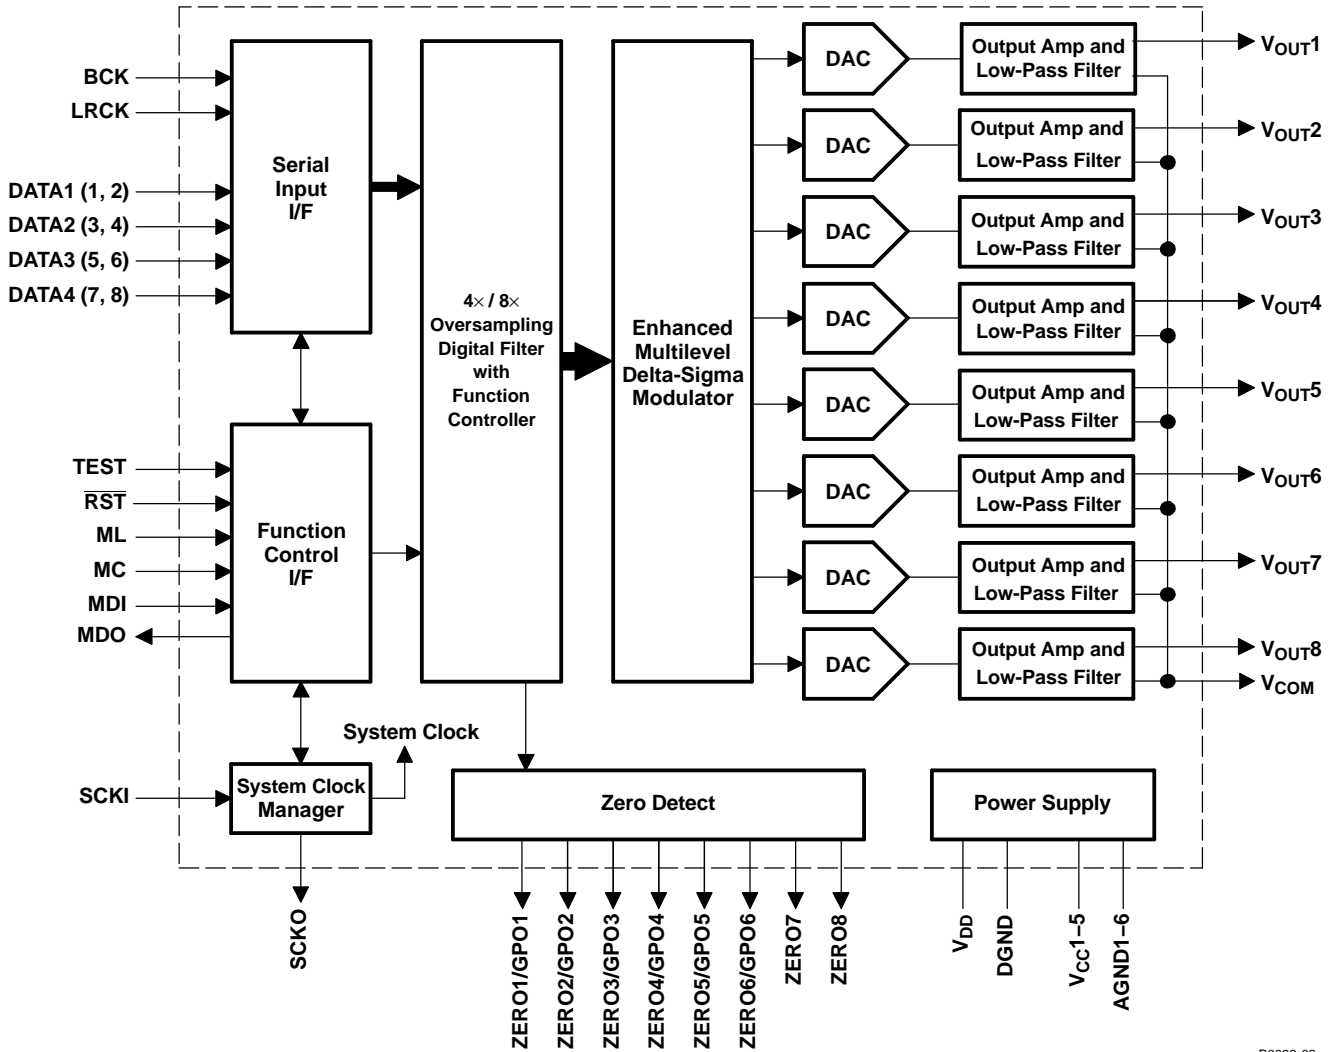 BCK
LRCK
DATA1 (1, 2)
DATA2 (3, 4)
DATA3 (5, 6)
DATA4 (7, 8)
TEST
RST
ML
MC
MDI
MDO
SCKI
Serial
Input
I/F
Function
Control
I/F
System Clock
Manager
System Clock
SCKO
4× / 8×
Oversampling
Digital Filter
with
Function
Controller
Enhanced
Multilevel
Delta-Sigma
Modulator
DAC
DAC
DAC
DAC
DAC
DAC
DAC
DAC
Output Amp and
Low-Pass Filter
Output Amp and
Low-Pass Filter
Output Amp and
Low-Pass Filter
Output Amp and
Low-Pass Filter
Output Amp and
Low-Pass Filter
Output Amp and
Low-Pass Filter
Output Amp and
Low-Pass Filter
Output Amp and
Low-Pass Filter
VOUT1
VOUT2
VOUT3
VOUT4
VOUT5
VOUT6
VOUT7
VOUT8
VCOM
Zero Detect
Power Supply
ZERO1/GPO1
ZERO2/GPO2
ZERO3/GPO3
ZERO4/GPO4
ZERO5/GPO5
ZERO6/GPO6
ZERO7
ZERO8
VDD
DGND
VCC1–5
AGND1–6